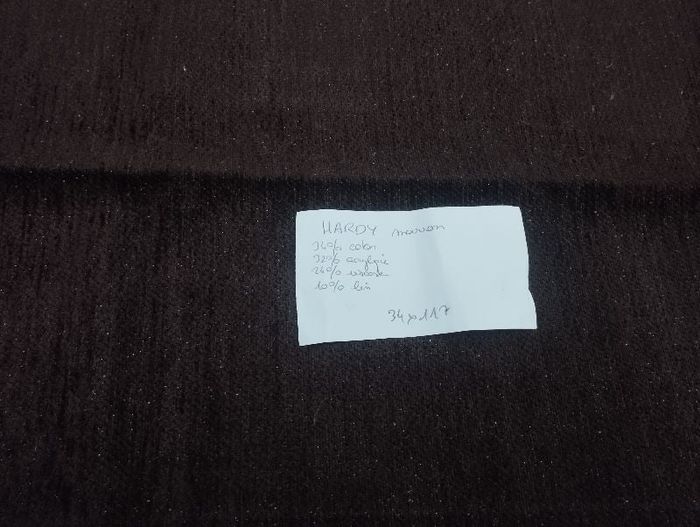 HARDY marron
34% coton
32% acrylique
24% viscose
10% lin
34x117